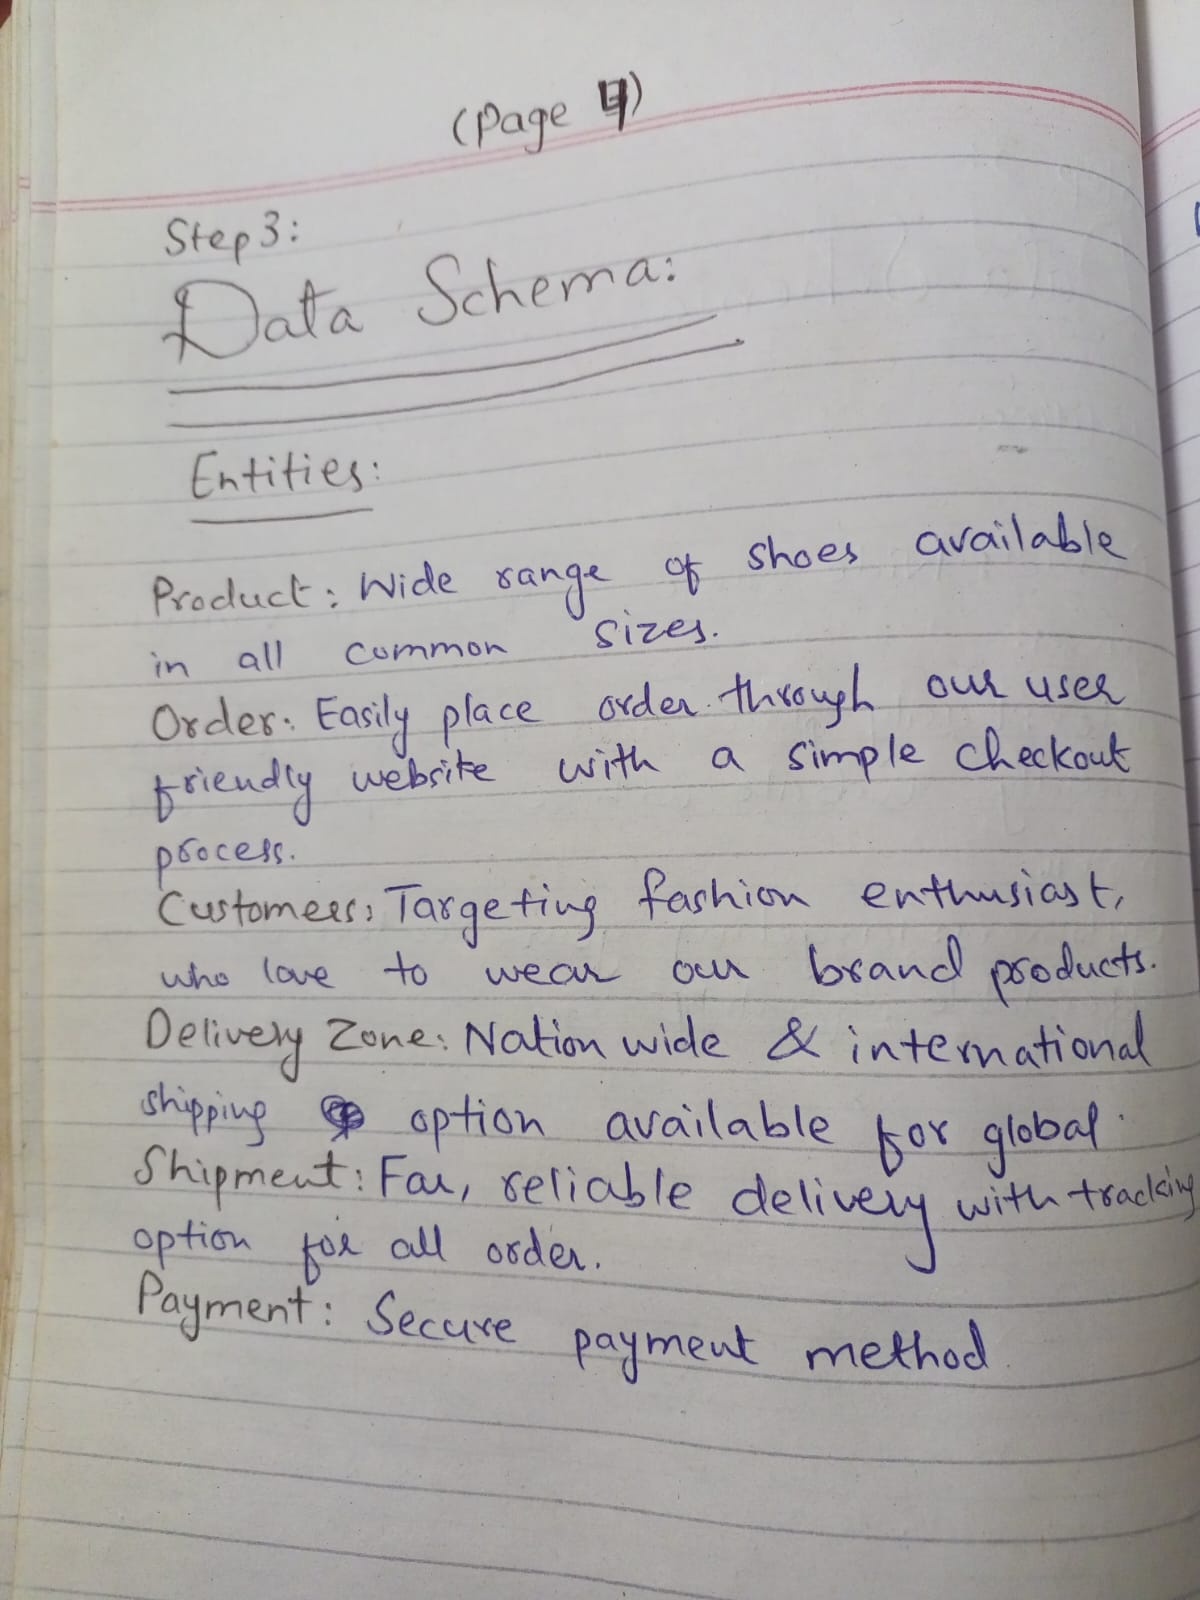 (Page 4)
Step 3:
Data Schema:
Entities:
Product: Wide range of shoes available
in all common sizes.
Order: Easily place order through our user
friendly website with a simple checkout
process.
Customers: Targeting fashion enthusiast,
who love to wear our brand products.
Delivery Zone: Nation wide & international
shipping option available for global.
Shipment: Far, reliable delivery with tracking
option for all order.
Payment: Secure payment method